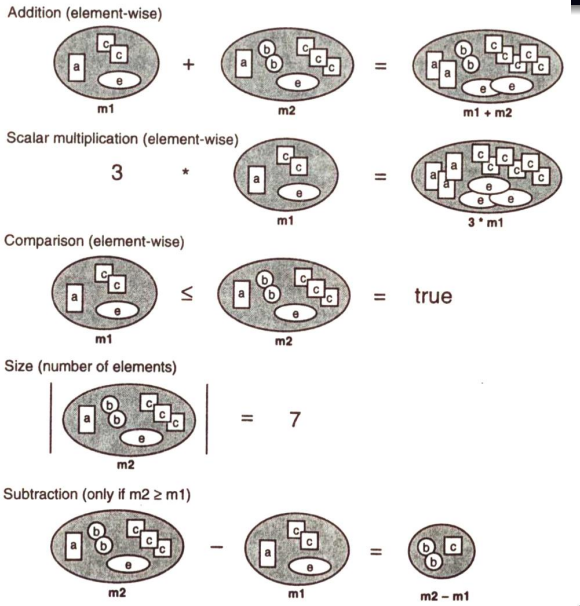 Addition (element-wise)
a c c e + a b b c c c e = a a b b c c c c c e e
m1 m2 m1 + m2
Scalar multiplication (element-wise)
3 * a c c e = a a a c c c c c c e e e
m1 3 * m1
Comparison (element-wise)
a c c e ≤ a b b c c c e = true
m1 m2
Size (number of elements)
a b b c c c e = 7
m2
Subtraction (only if m2 ≥ m1)
a b b c c c e – a c c e = b b c
m2 m1 m2 – m1